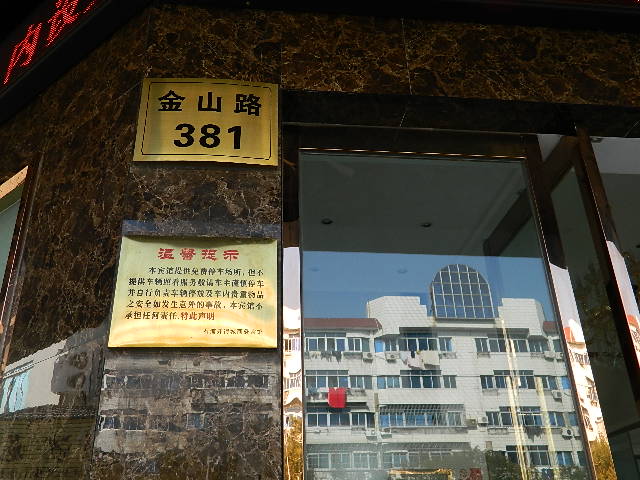 内设
金山路
381
温馨提示
本宾馆提供免费停车场所，但不
提供车辆照看服务敬请车主谨慎停车
并自行负责车辆停放及车内贵重物品
之安全如发生意外的事故，本宾馆不
承担任何责任.特此声明